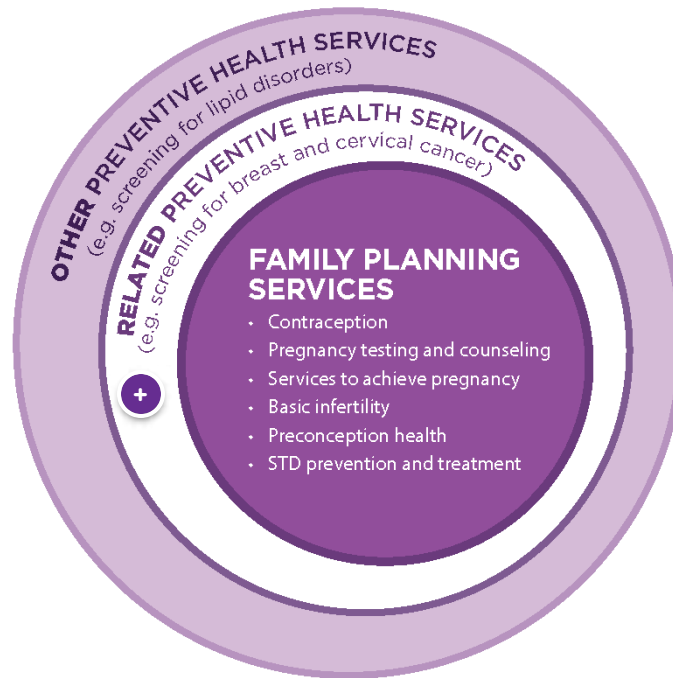 OTHER PREVENTIVE HEALTH SERVICES
(e.g. screening for lipid disorders)
RELATED PREVENTIVE HEALTH SERVICES
(e.g. screening for breast and cervical cancer)
FAMILY PLANNING
SERVICES
• Contraception
• Pregnancy testing and counseling
• Services to achieve pregnancy
• Basic infertility
• Preconception health
• STD prevention and treatment
+